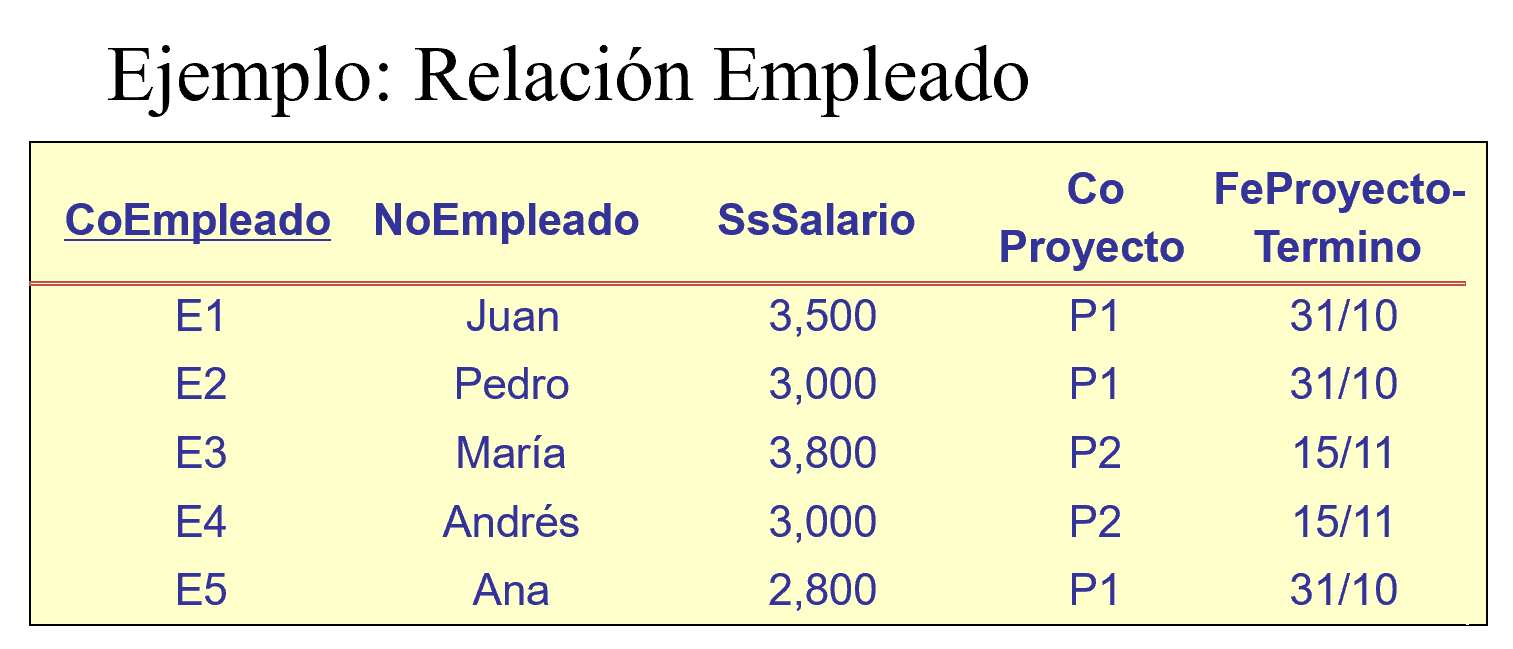 Ejemplo: Relación Empleado
CoEmpleado NoEmpleado SsSalario Co Proyecto FeProyecto-Termino
E1 Juan 3,500 P1 31/10
E2 Pedro 3,000 P1 31/10
E3 María 3,800 P2 15/11
E4 Andrés 3,000 P2 15/11
E5 Ana 2,800 P1 31/10